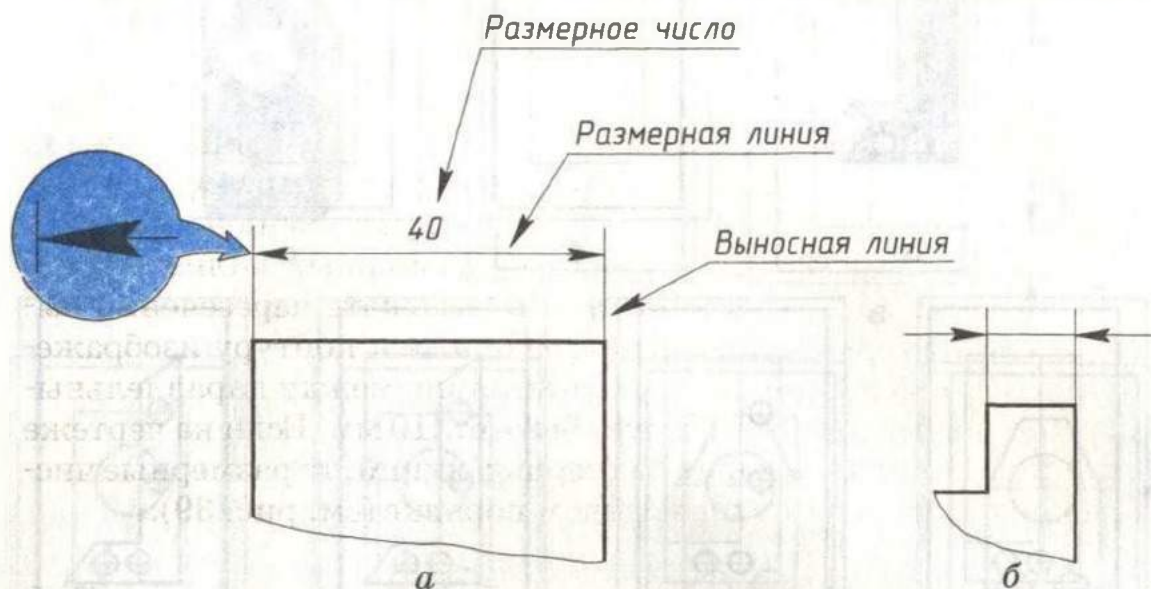 Размерное число
Размерная линия
40
Выносная линия
а
б